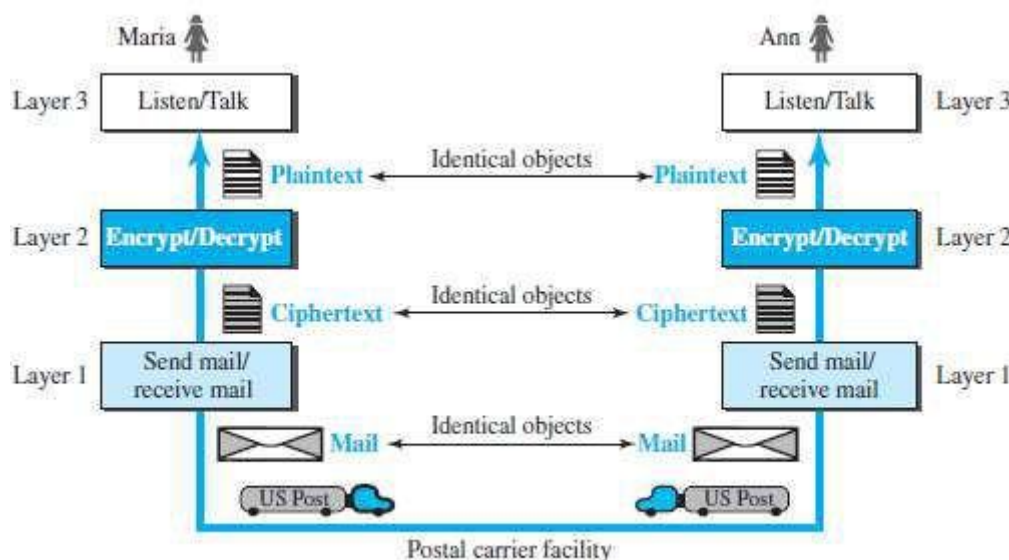 Maria
Ann
Layer 3
Listen/Talk
Listen/Talk
Layer 3
Identical objects
Plaintext
Plaintext
Layer 2
Encrypt/Decrypt
Encrypt/Decrypt
Layer 2
Identical objects
Ciphertext
Ciphertext
Layer 1
Send mail/
receive mail
Send mail/
receive mail
Layer 1
Identical objects
Mail
Mail
US Post
US Post
Postal carrier facility